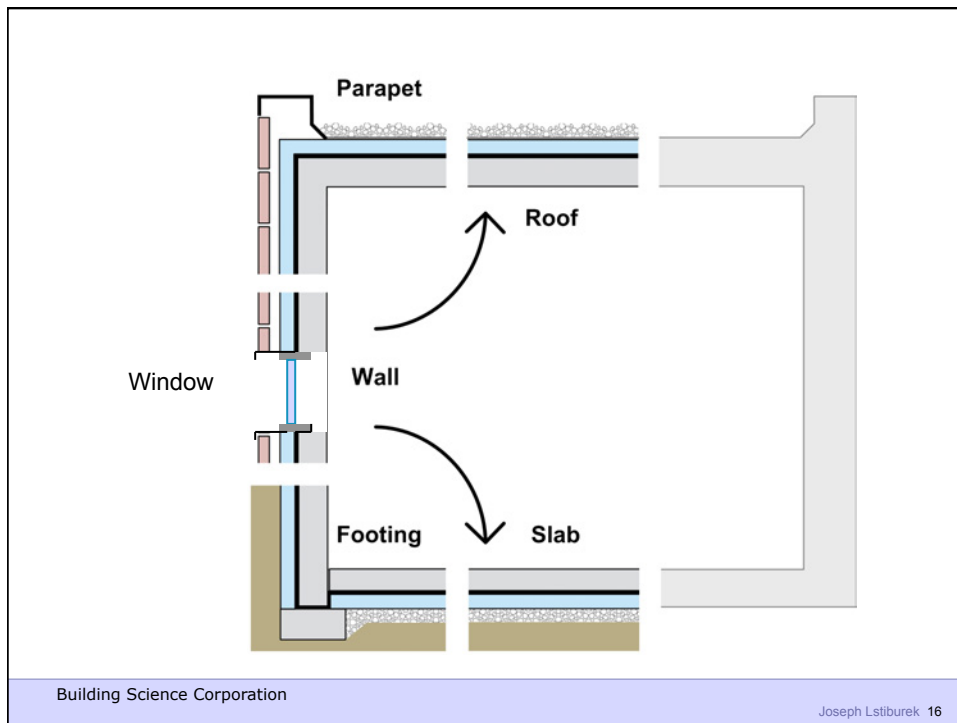 Parapet
Roof
Window
Wall
Footing
Slab
Building Science Corporation
Joseph Lstiburek 16